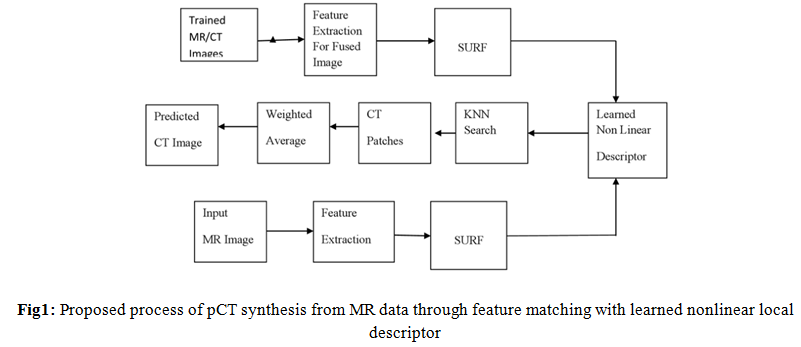 Trained
MR/CT
Images
Feature
Extraction
For Fused
Image
SURF
Predicted
CT Image
Weighted
Average
CT
Patches
KNN
Search
Learned
Non Linear
Descriptor
Input
MR Image
Feature
Extraction
SURF
Fig1: Proposed process of pCT synthesis from MR data through feature matching with learned nonlinear local
descriptor